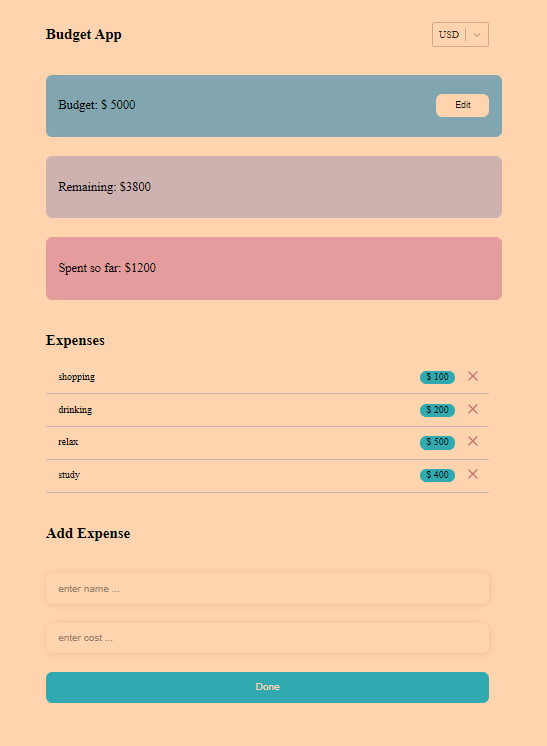 Budget App
USD
Budget: $ 5000
Edit
Remaining: $3800
Spent so far: $1200
Expenses
shopping $ 100
drinking $ 200
relax $ 500
study $ 400
Add Expense
enter name ...
enter cost ...
Done